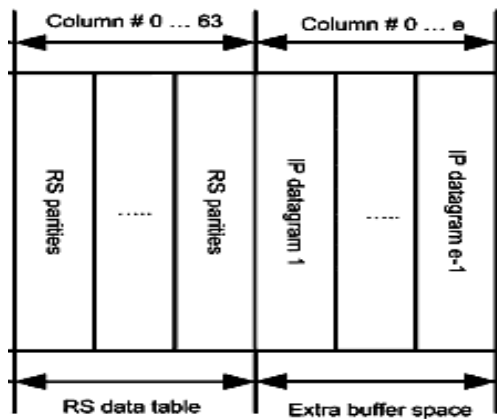 Column # 0 ... 63
Column # 0 ... e
RS parities
.....
RS parities
IP datagram 1
.....
IP datagram e-1
RS data table
Extra buffer space